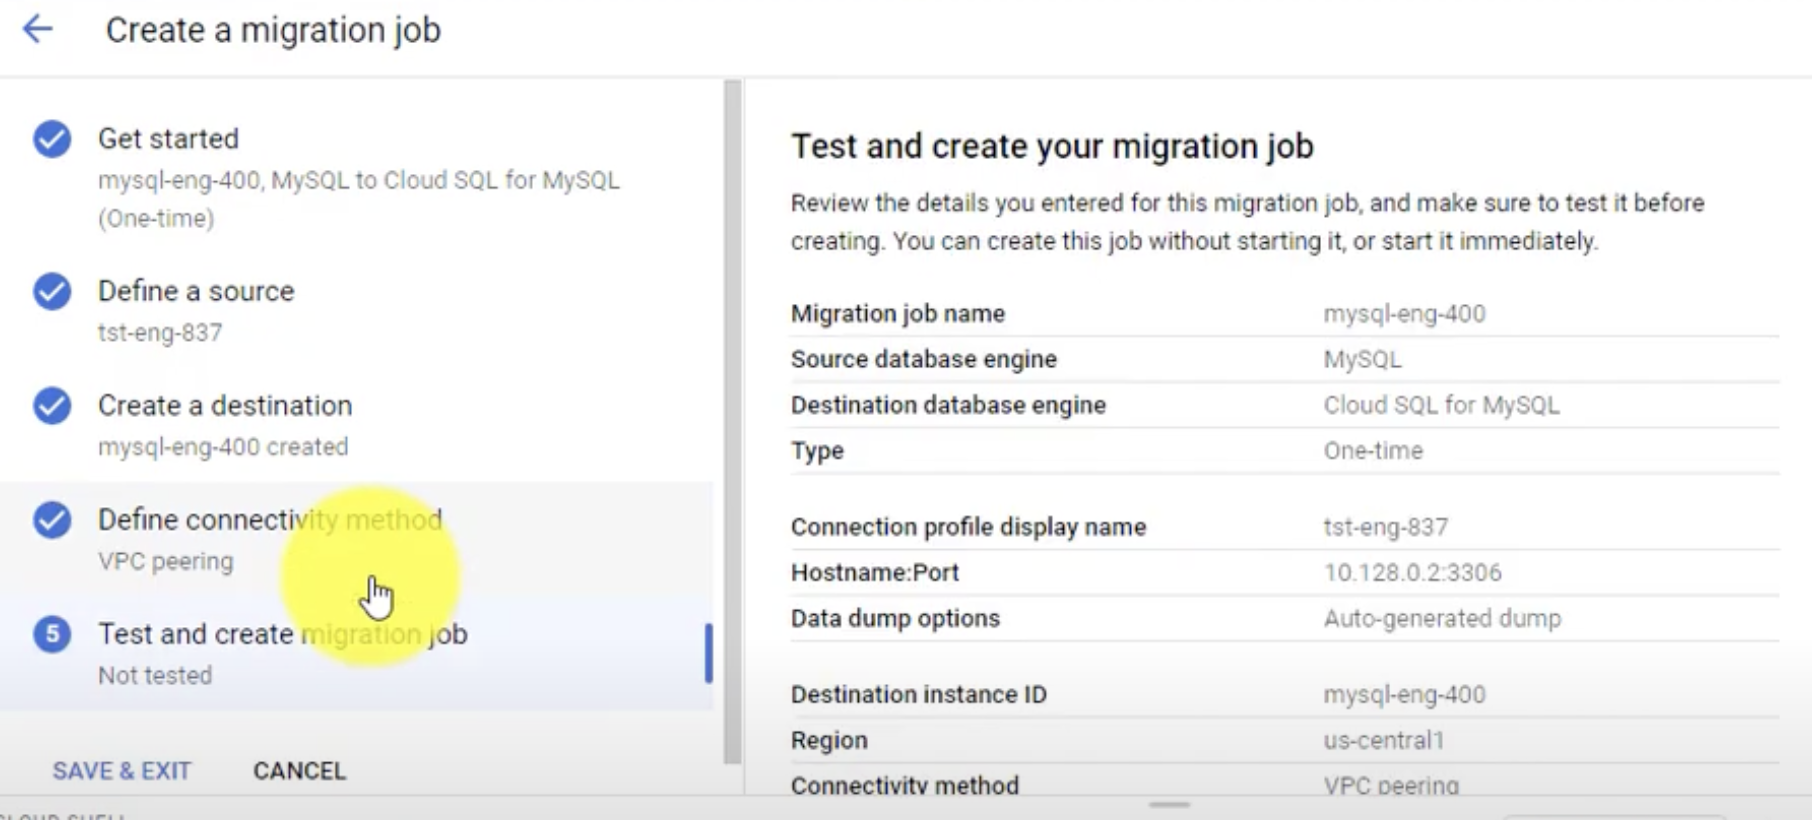 Create a migration job
Get started
mysql-eng-400, MySQL to Cloud SQL for MySQL
(One-time)
Define a source
tst-eng-837
Create a destination
mysql-eng-400 created
Define connectivity method
VPC peering
5
Test and create migration job
Not tested
SAVE & EXIT
CANCEL
Test and create your migration job
Review the details you entered for this migration job, and make sure to test it before
creating. You can create this job without starting it, or start it immediately.
Migration job name mysql-eng-400
Source database engine MySQL
Destination database engine Cloud SQL for MySQL
Type One-time
Connection profile display name tst-eng-837
Hostname:Port 10.128.0.2:3306
Data dump options Auto-generated dump
Destination instance ID mysql-eng-400
Region us-central1
Connectivity method VPC peering